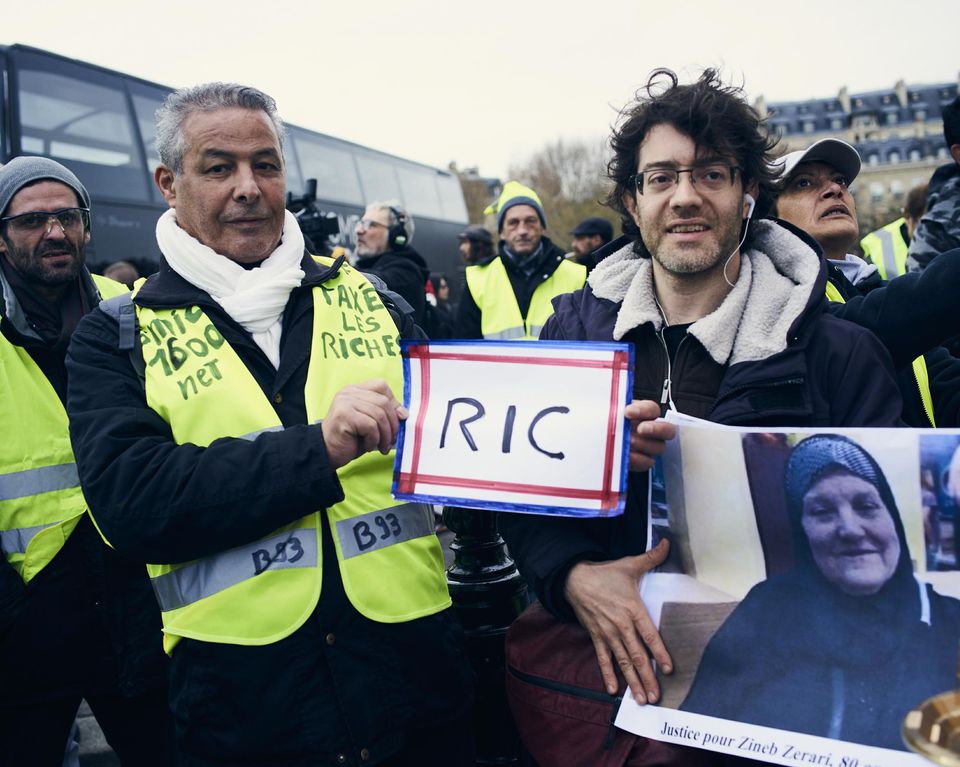 SMIC
1600
net
TAXE
LES
RICHeS
B93
B93
RIC
Justice pour Zineb Zerari, 80